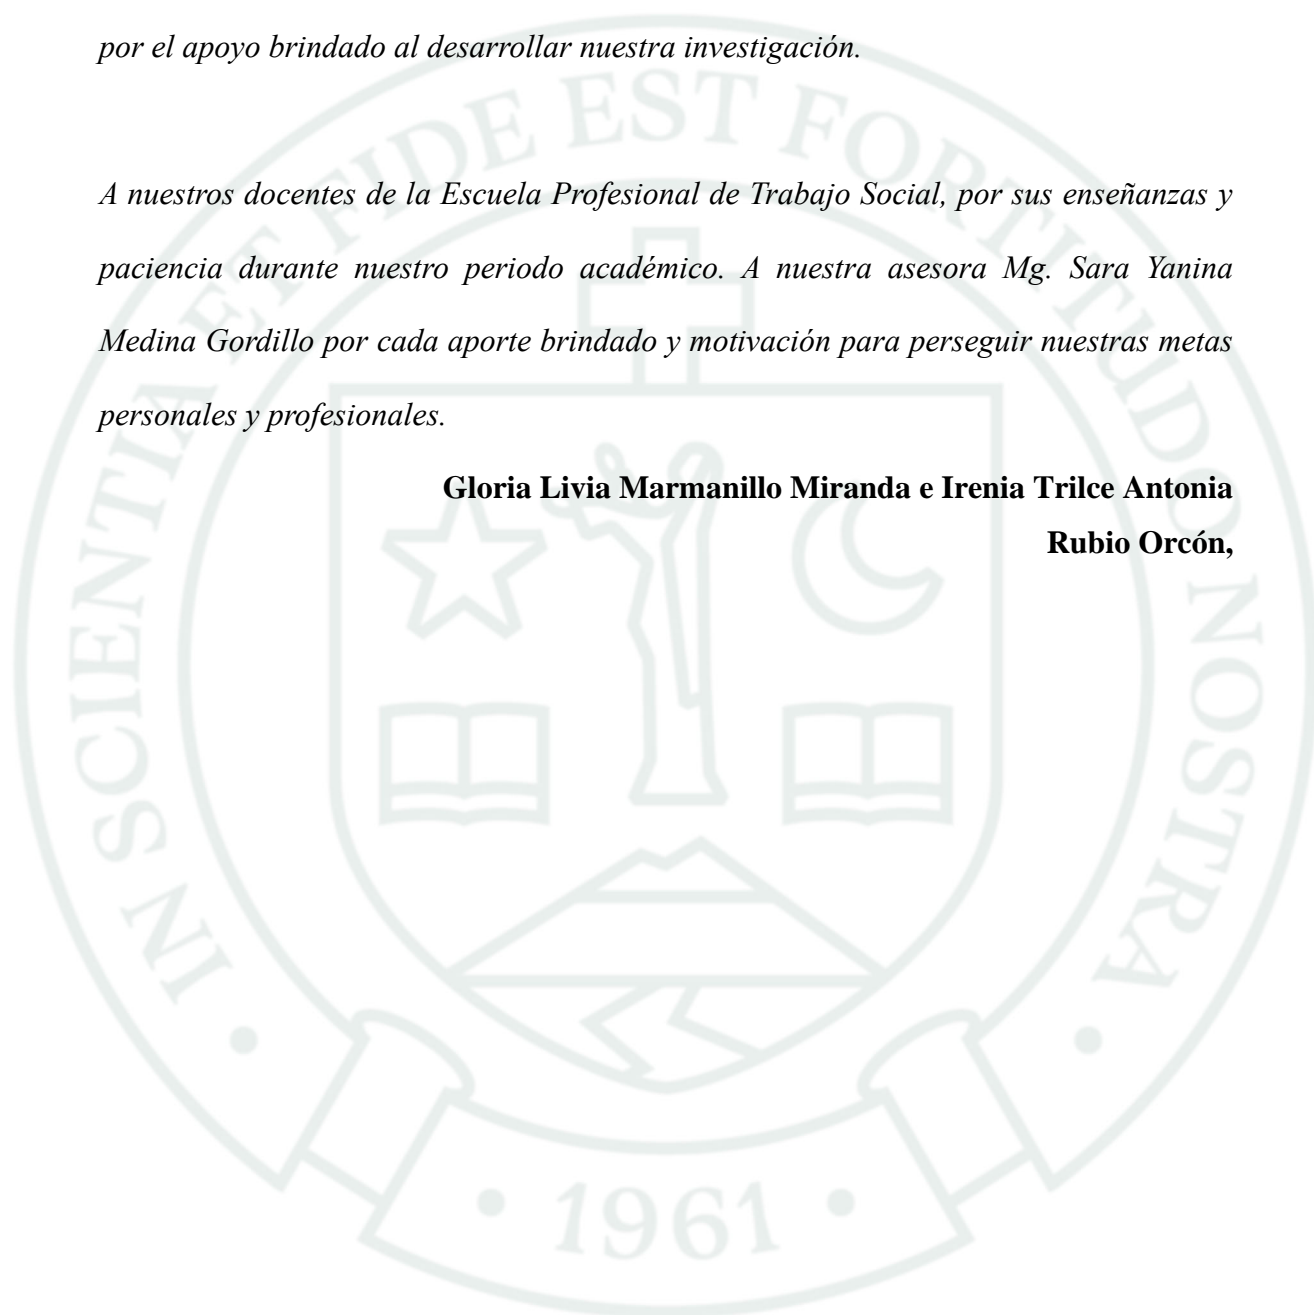 por el apoyo brindado al desarrollar nuestra investigación.
A nuestros docentes de la Escuela Profesional de Trabajo Social, por sus enseñanzas y
paciencia durante nuestro periodo académico. A nuestra asesora Mg. Sara Yanina
Medina Gordillo por cada aporte brindado y motivación para perseguir nuestras metas
personales y profesionales.
Gloria Livia Marmanillo Miranda e Irenia Trilce Antonia
Rubio Orcón,
IN SCIENTIA ET FIDE EST FORTITUDO NOSTRA
• 1961 •